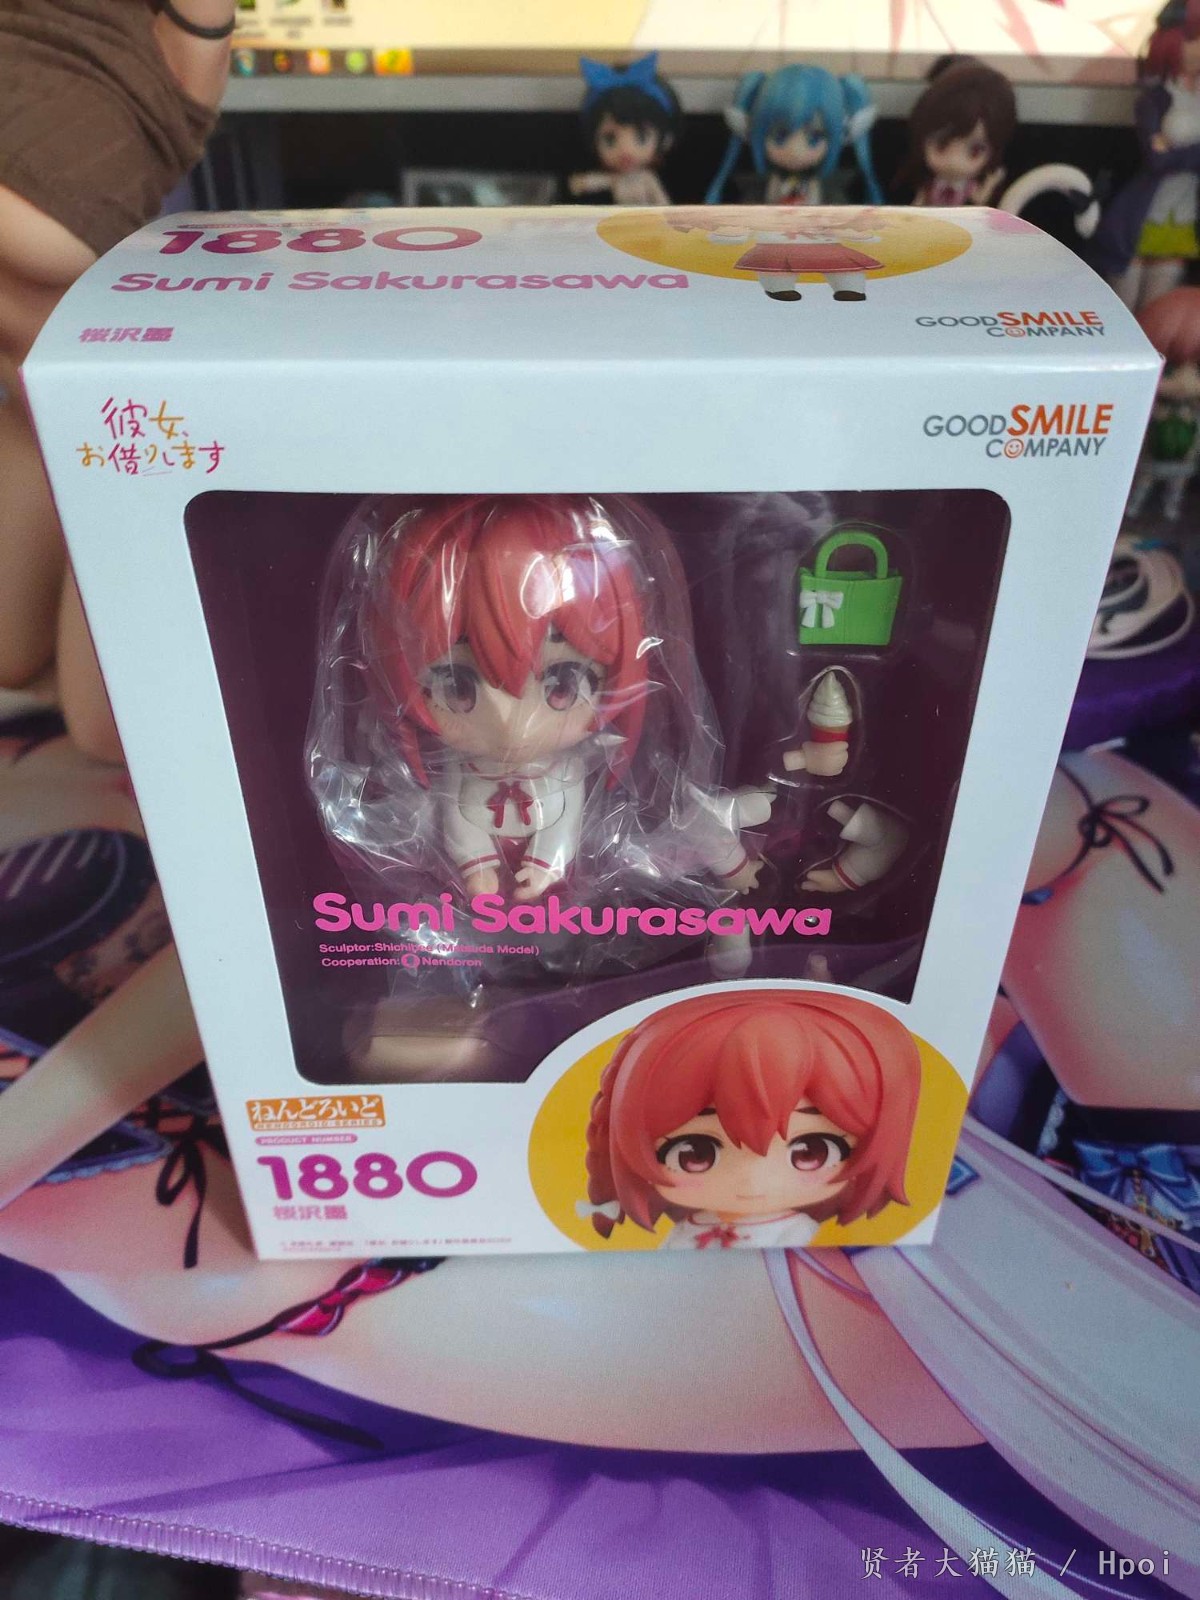 1880
Sumi Sakurasawa
桜沢墨
GOODSMILE
COMPANY
彼女、
お借りします
GOODSMILE
COMPANY
Sumi Sakurasawa
Cooperation: Nendoron
ねんどろいど
NENDOROID SERIES
PRODUCT NUMBER
1880
桜沢墨
贤者大猫猫 / Hpoi